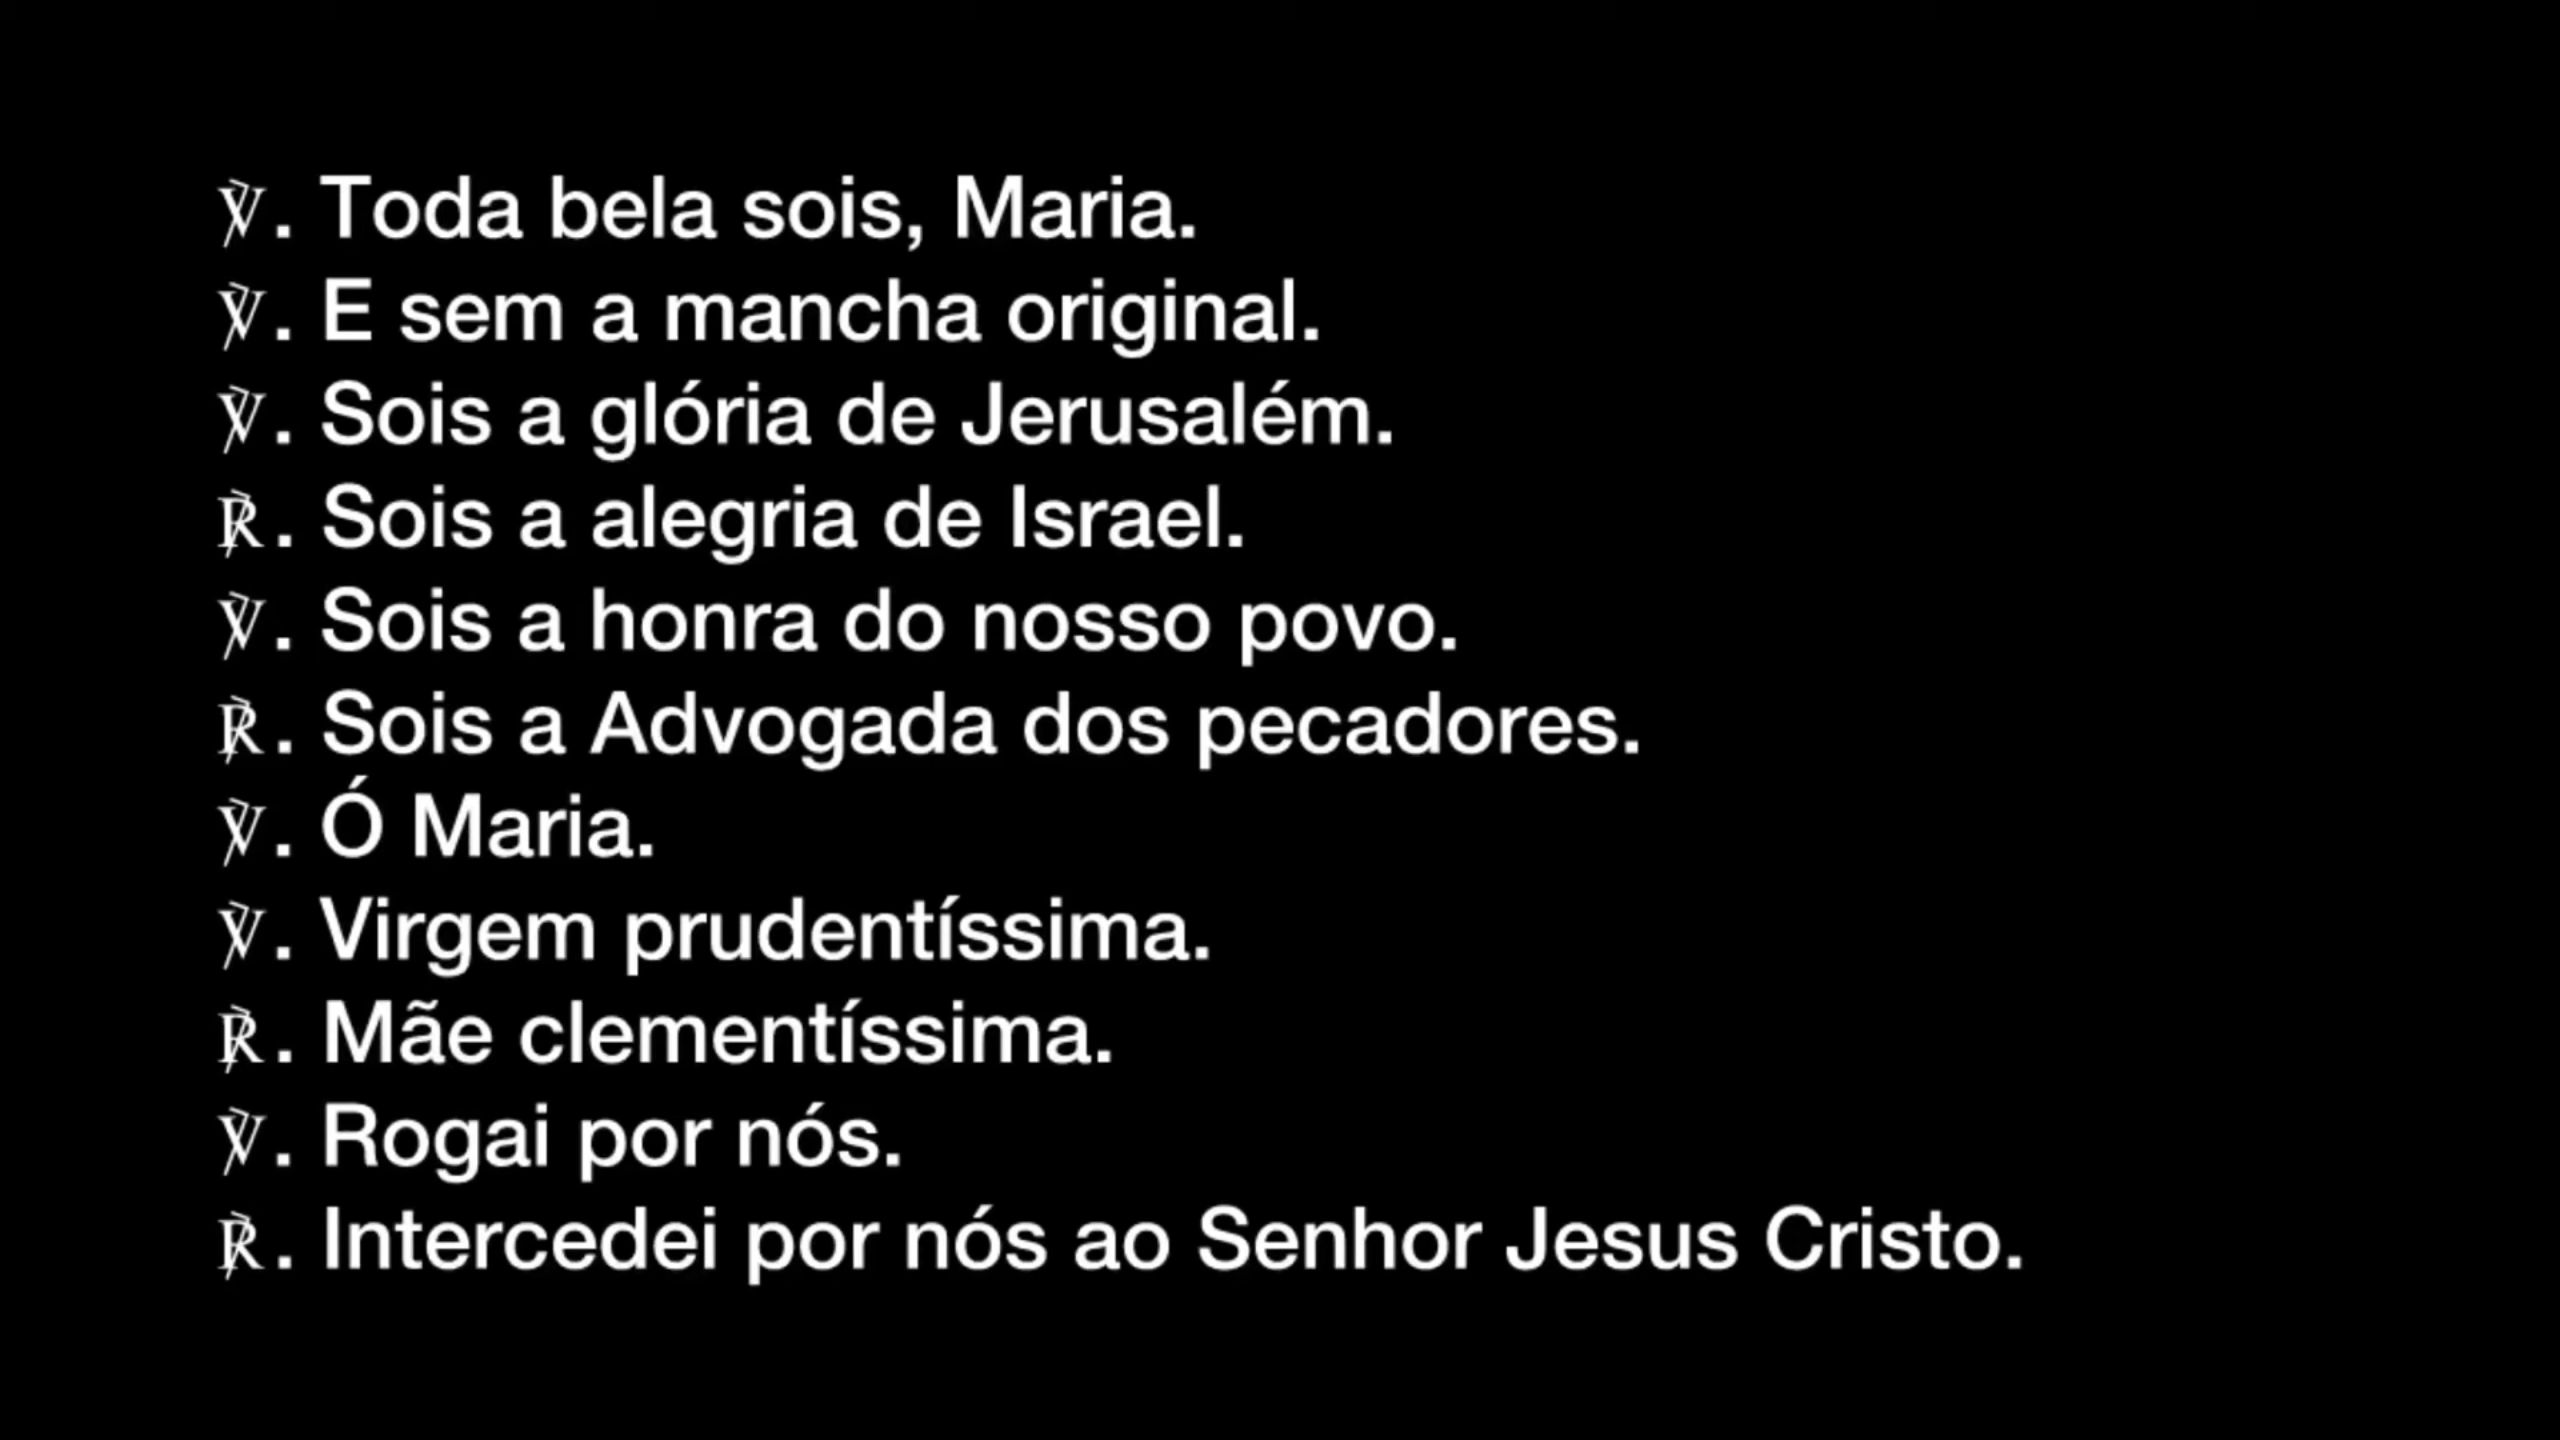 ℣. Toda bela sois, Maria.
℣. E sem a mancha original.
℣. Sois a glória de Jerusalém.
℟. Sois a alegria de Israel.
℣. Sois a honra do nosso povo.
℟. Sois a Advogada dos pecadores.
℣. Ó Maria.
℣. Virgem prudentíssima.
℟. Mãe clementíssima.
℣. Rogai por nós.
℟. Intercedei por nós ao Senhor Jesus Cristo.